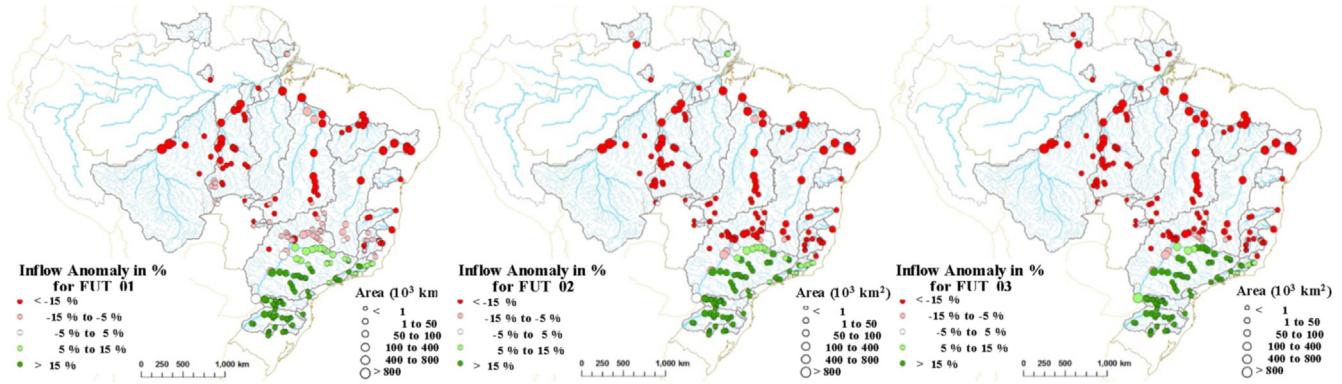 Inflow Anomaly in %
for FUT_01
< -15 %
-15 % to -5 %
-5 % to 5 %
5 % to 15 %
> 15 %
0 250 500 1,000 km
Area (10³ km
< 1
1 to 50
50 to 100
100 to 400
400 to 800
> 800
Inflow Anomaly in %
for FUT_02
< -15 %
-15 % to -5 %
-5 % to 5 %
5 % to 15 %
> 15 %
0 250 500 1,000 km
Area (10³ km²)
< 1
1 to 50
50 to 100
100 to 400
400 to 800
> 800
Inflow Anomaly in %
for FUT_03
< -15 %
-15 % to -5 %
-5 % to 5 %
5 % to 15 %
> 15 %
0 250 500 1,000 km
Area (10³ km²)
< 1
1 to 50
50 to 100
100 to 400
400 to 800
> 800